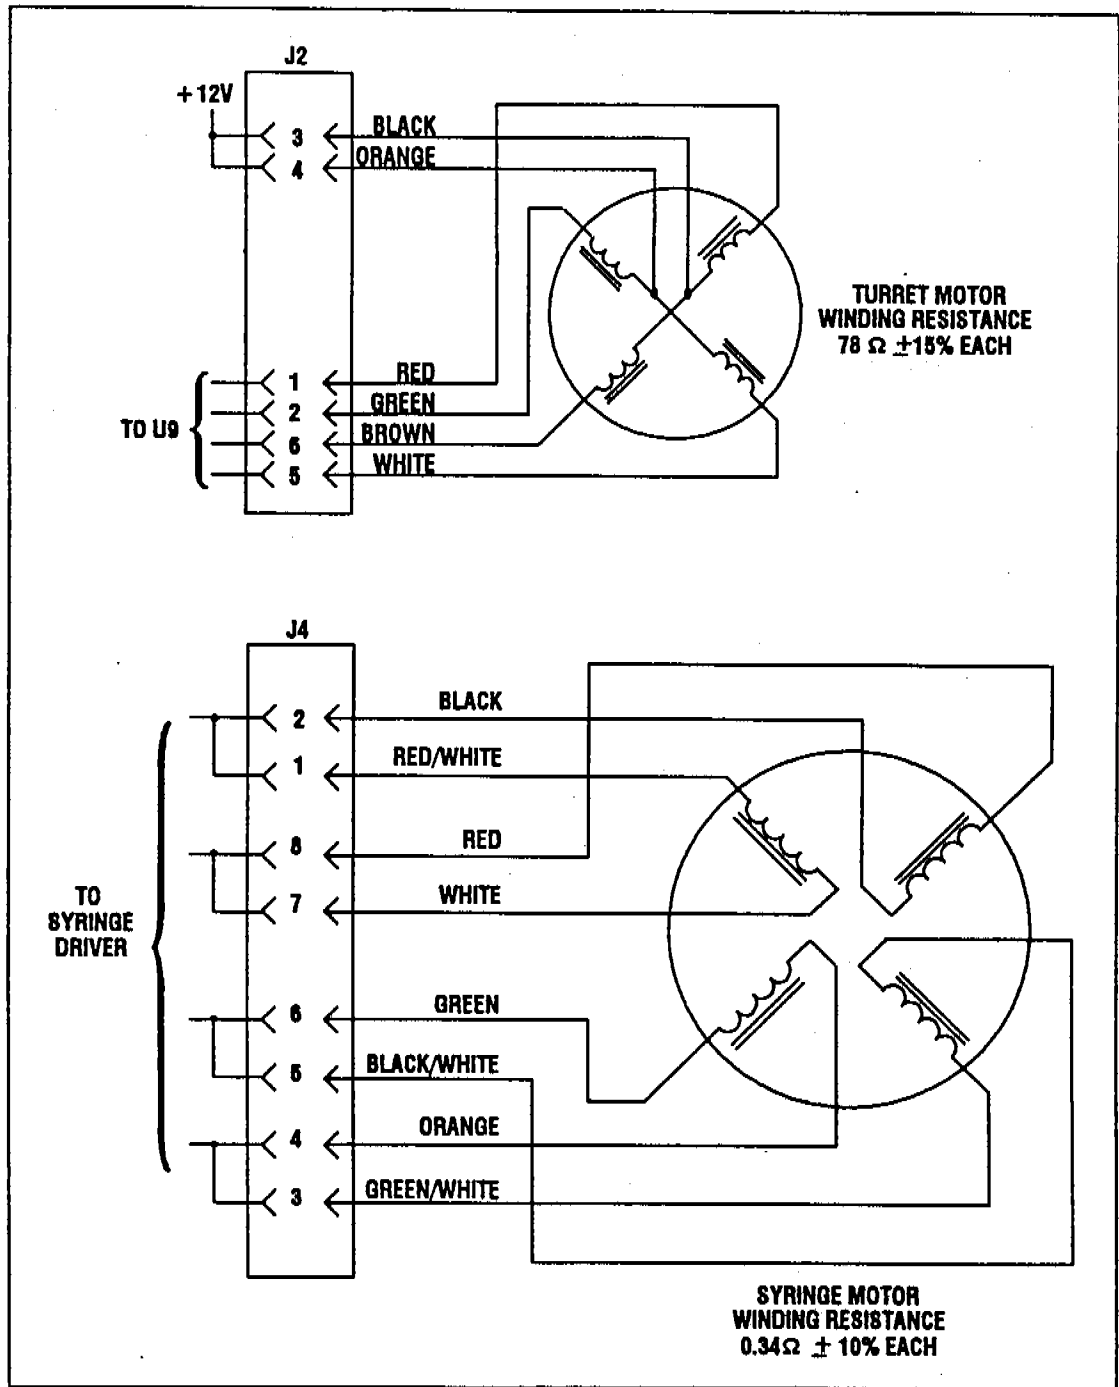 J2
+12V
3 BLACK
4 ORANGE
TURRET MOTOR
WINDING RESISTANCE
78 Ω ±15% EACH
TO U9
1 RED
2 GREEN
6 BROWN
5 WHITE
J4
2 BLACK
1 RED/WHITE
8 RED
7 WHITE
TO
SYRINGE
DRIVER
6 GREEN
5 BLACK/WHITE
4 ORANGE
3 GREEN/WHITE
SYRINGE MOTOR
WINDING RESISTANCE
0.34Ω ± 10% EACH